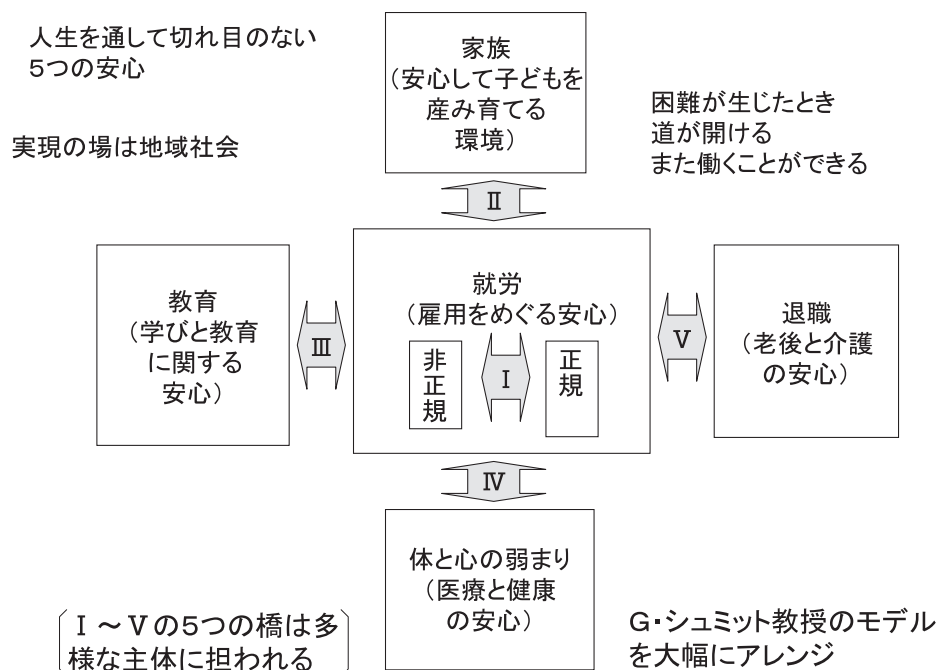 人生を通して切れ目のない
5つの安心
家族
(安心して子どもを
産み育てる
環境)
困難が生じたとき
道が開ける
また働くことができる
実現の場は地域社会
Ⅱ
教育
(学びと教育
に関する
安心)
Ⅲ
就労
(雇用をめぐる安心)
非正規
Ⅰ
正規
Ⅴ
退職
(老後と介護
の安心)
Ⅳ
体と心の弱まり
(医療と健康
の安心)
Ⅰ～Ⅴの5つの橋は多
様な主体に担われる
G・シュミット教授のモデル
を大幅にアレンジ